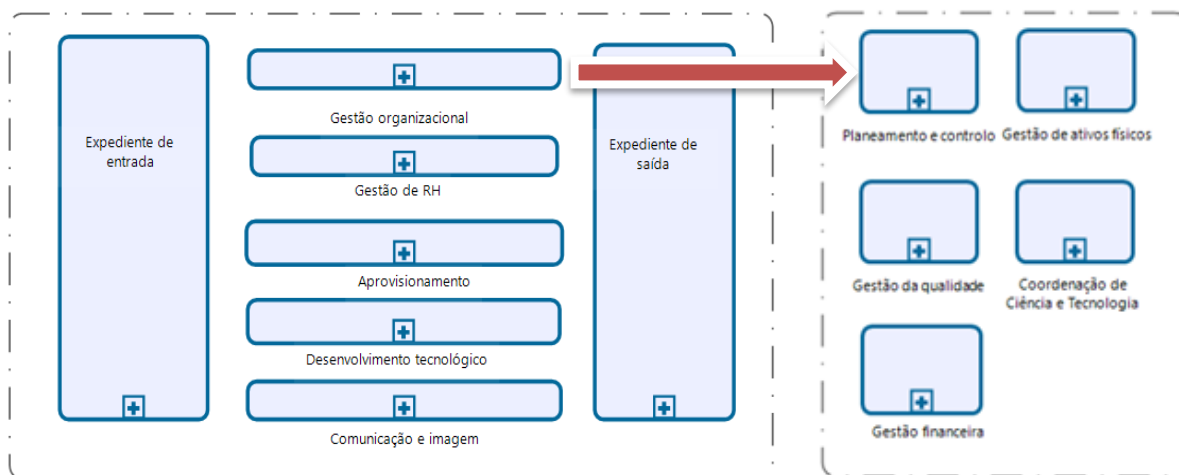 Expediente de
entrada
Gestão organizacional
Gestão de RH
Aprovisionamento
Desenvolvimento tecnológico
Comunicação e imagem
Expediente de
saída
Planeamento e controlo
Gestão de ativos físicos
Gestão da qualidade
Coordenação de
Ciência e Tecnologia
Gestão financeira